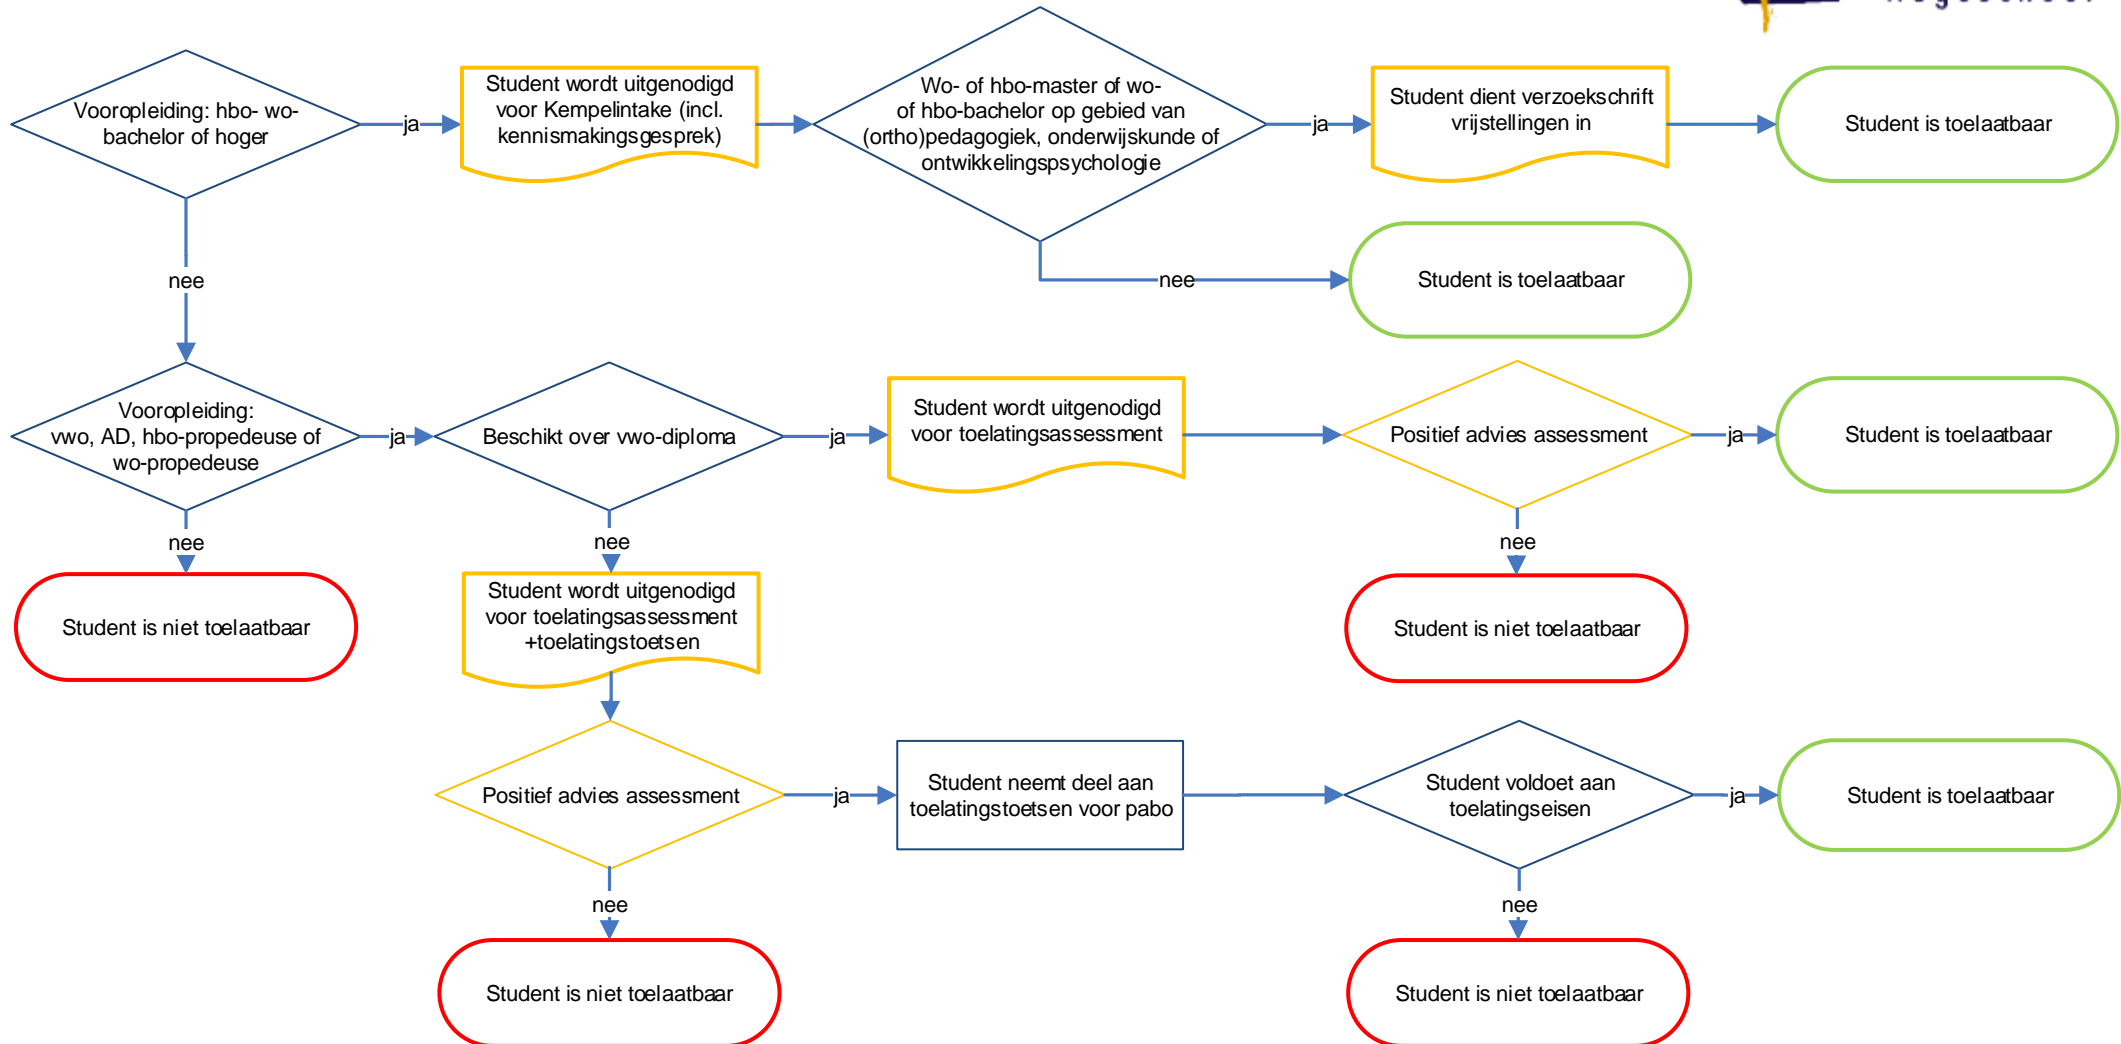 Vooropleiding: hbo- wo-
bachelor of hoger
ja
Student wordt uitgenodigd
voor Kempelintake (incl.
kennismakingsgesprek)
Wo- of hbo-master of wo-
of hbo-bachelor op gebied van
(ortho)pedagogiek, onderwijskunde of
ontwikkelingspsychologie
ja
Student dient verzoekschrift
vrijstellingen in
Student is toelaatbaar
nee
nee
Student is toelaatbaar
Vooropleiding:
vwo, AD, hbo-propedeuse of
wo-propedeuse
ja
Beschikt over vwo-diploma
ja
Student wordt uitgenodigd
voor toelatingsassessment
Positief advies assessment
ja
Student is toelaatbaar
nee
nee
nee
Student is niet toelaatbaar
Student wordt uitgenodigd
voor toelatingsassessment
+toelatingstoetsen
Student is niet toelaatbaar
Positief advies assessment
ja
Student neemt deel aan
toelatingstoetsen voor pabo
Student voldoet aan
toelatingseisen
ja
Student is toelaatbaar
nee
nee
Student is niet toelaatbaar
Student is niet toelaatbaar